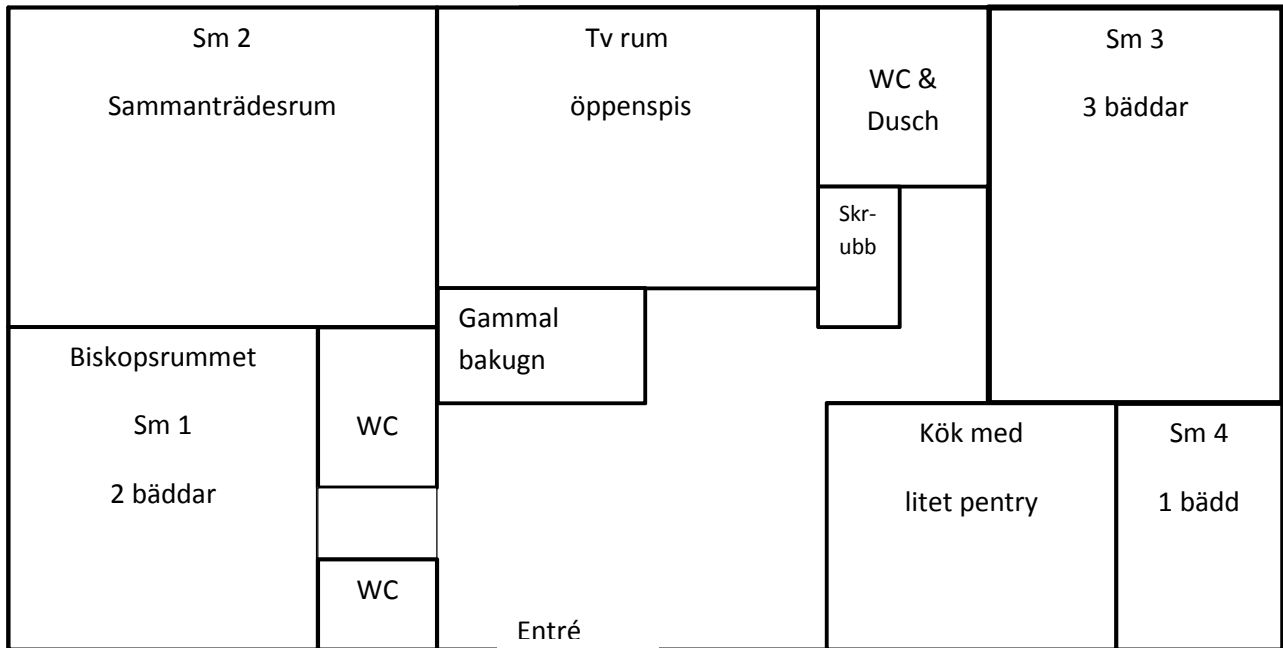 Sm 2
Sammanträdesrum
Tv rum
öppenspis
WC &
Dusch
Sm 3
3 bäddar
Skr-
ubb
Gammal
bakugn
Biskopsrummet
Sm 1
2 bäddar
WC
WC
Kök med
litet pentry
Sm 4
1 bädd
Entré